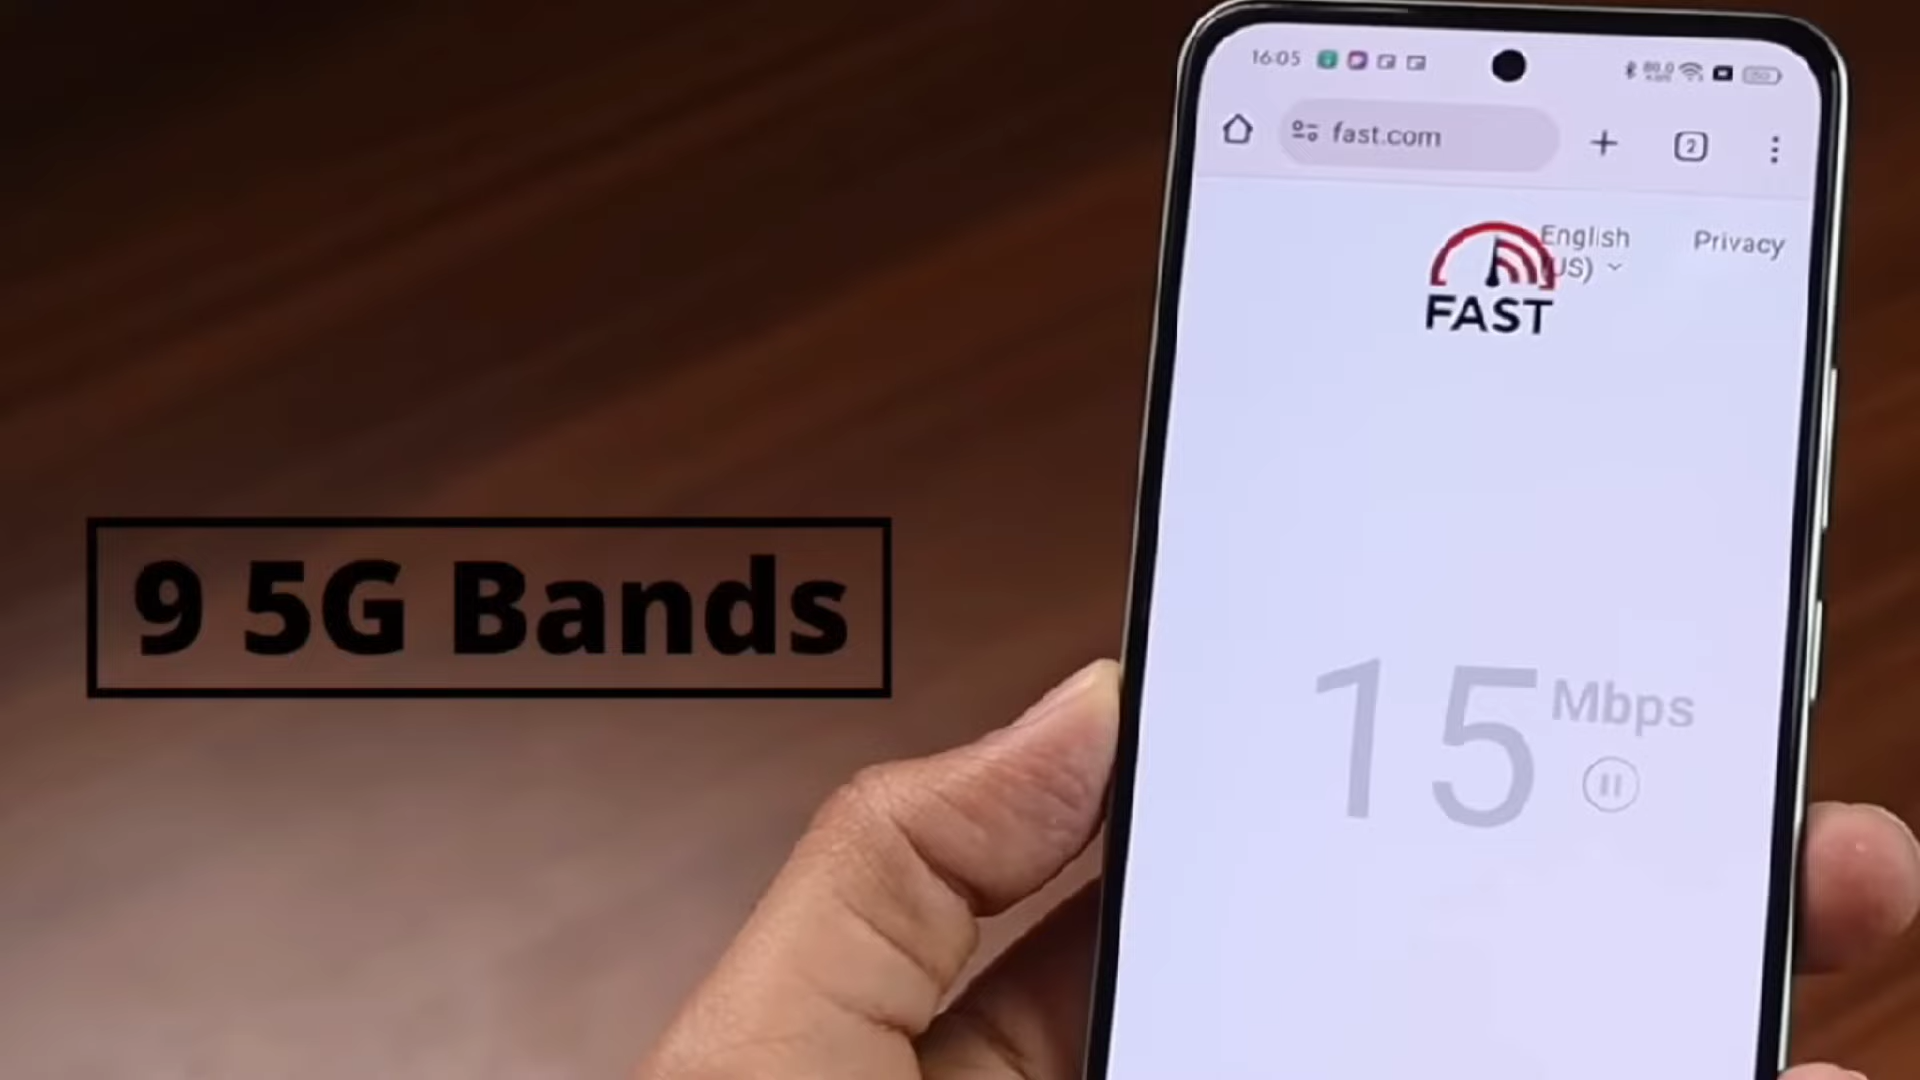 16:05
fast.com
2
English
(US)
Privacy
FAST
9 5G Bands
15 Mbps